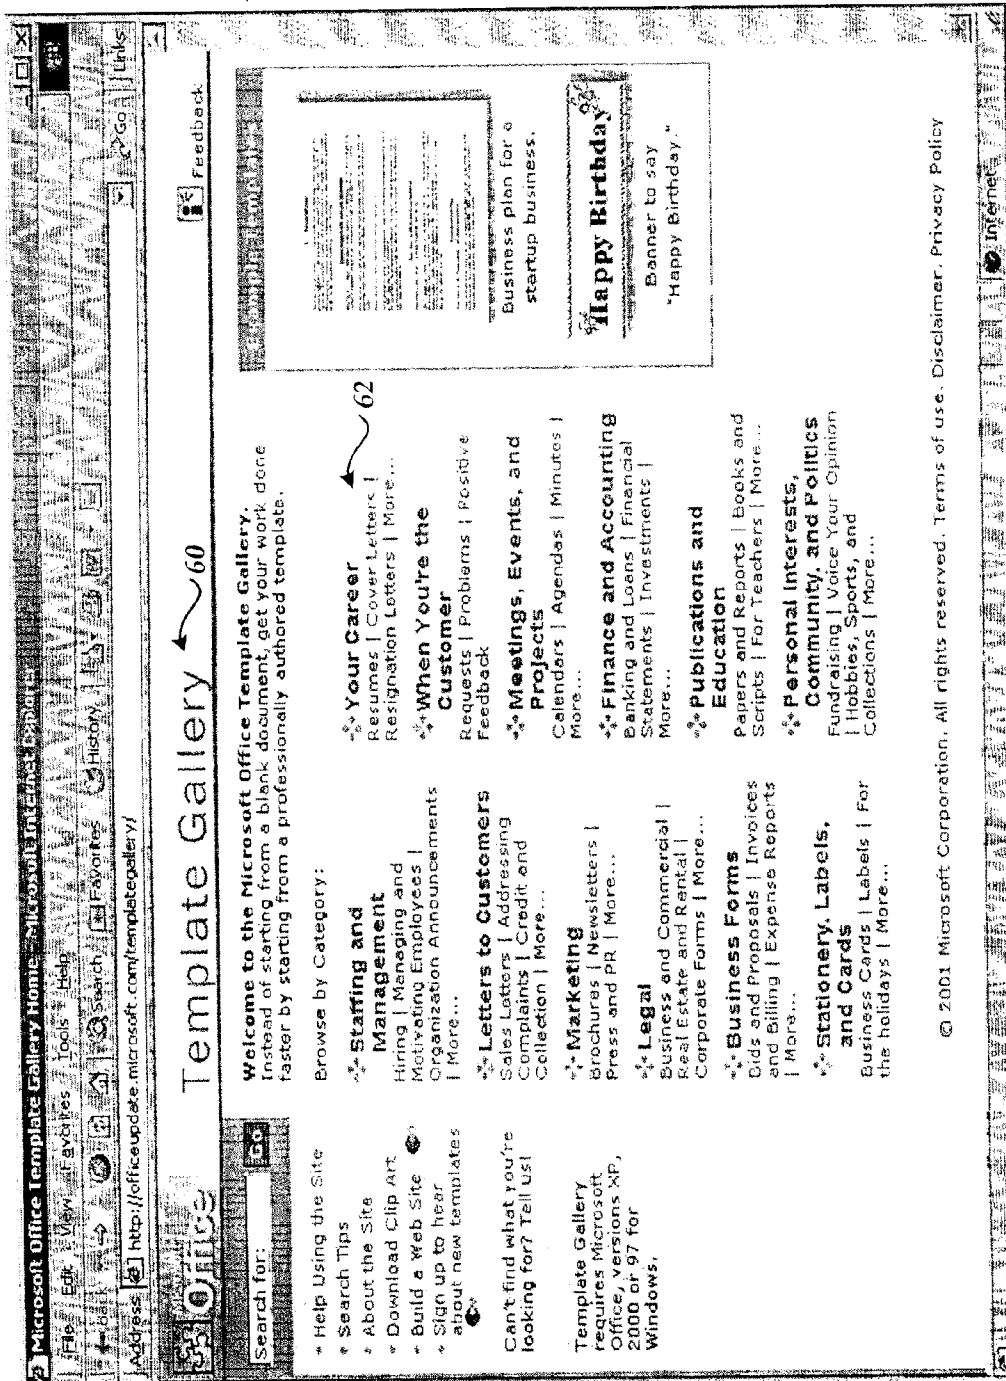 Microsoft Office Template Gallery Home - Microsoft Internet Explorer
File Edit View Favorites Tools Help
Back Search Favorites History
Address http://officeupdate.microsoft.com/templategallery/ Go Links
Office Template Gallery 60 Feedback
Search for: Go
* Help Using the Site
* Search Tips
* About the Site
* Download Clip Art
* Build a Web Site
* Sign up to hear
about new templates
Can't find what you're
looking for? Tell us!
Template Gallery
requires Microsoft
Office, versions XP,
2000 or 97 for
Windows.
Welcome to the Microsoft Office Template Gallery.
Instead of starting from a blank document, get your work done
faster by starting from a professionally authored template.
Browse by Category:
Staffing and
Management
Hiring | Managing and
Motivating Employees |
Organization Announcements
| More...
Letters to Customers
Sales Letters | Addressing
Complaints | Credit and
Collection | More...
Marketing
Brochures | Newsletters |
Press and PR | More...
Legal
Business and Commercial |
Real Estate and Rental |
Corporate Forms | More...
Business Forms
Bids and Proposals | Invoices
and Billing | Expense Reports
| More...
Stationery, Labels,
and Cards
Business Cards | Labels | For
the holidays | More...
Your Career 62
Resumes | Cover Letters |
Resignation Letters | More...
When You're the
Customer
Requests | Problems | Positive
Feedback
Meetings, Events, and
Projects
Calendars | Agendas | Minutes |
More...
Finance and Accounting
Banking and Loans | Financial
Statements | Investments |
More...
Publications and
Education
Papers and Reports | Books and
Scripts | For Teachers | More...
Personal Interests,
Community, and Politics
Fundraising | Voice Your Opinion
| Hobbies, Sports, and
Collections | More...
Business plan for a
startup business.
Happy Birthday
Banner to say
"Happy Birthday."
© 2001 Microsoft Corporation. All rights reserved. Terms of use. Disclaimer. Privacy Policy
Internet